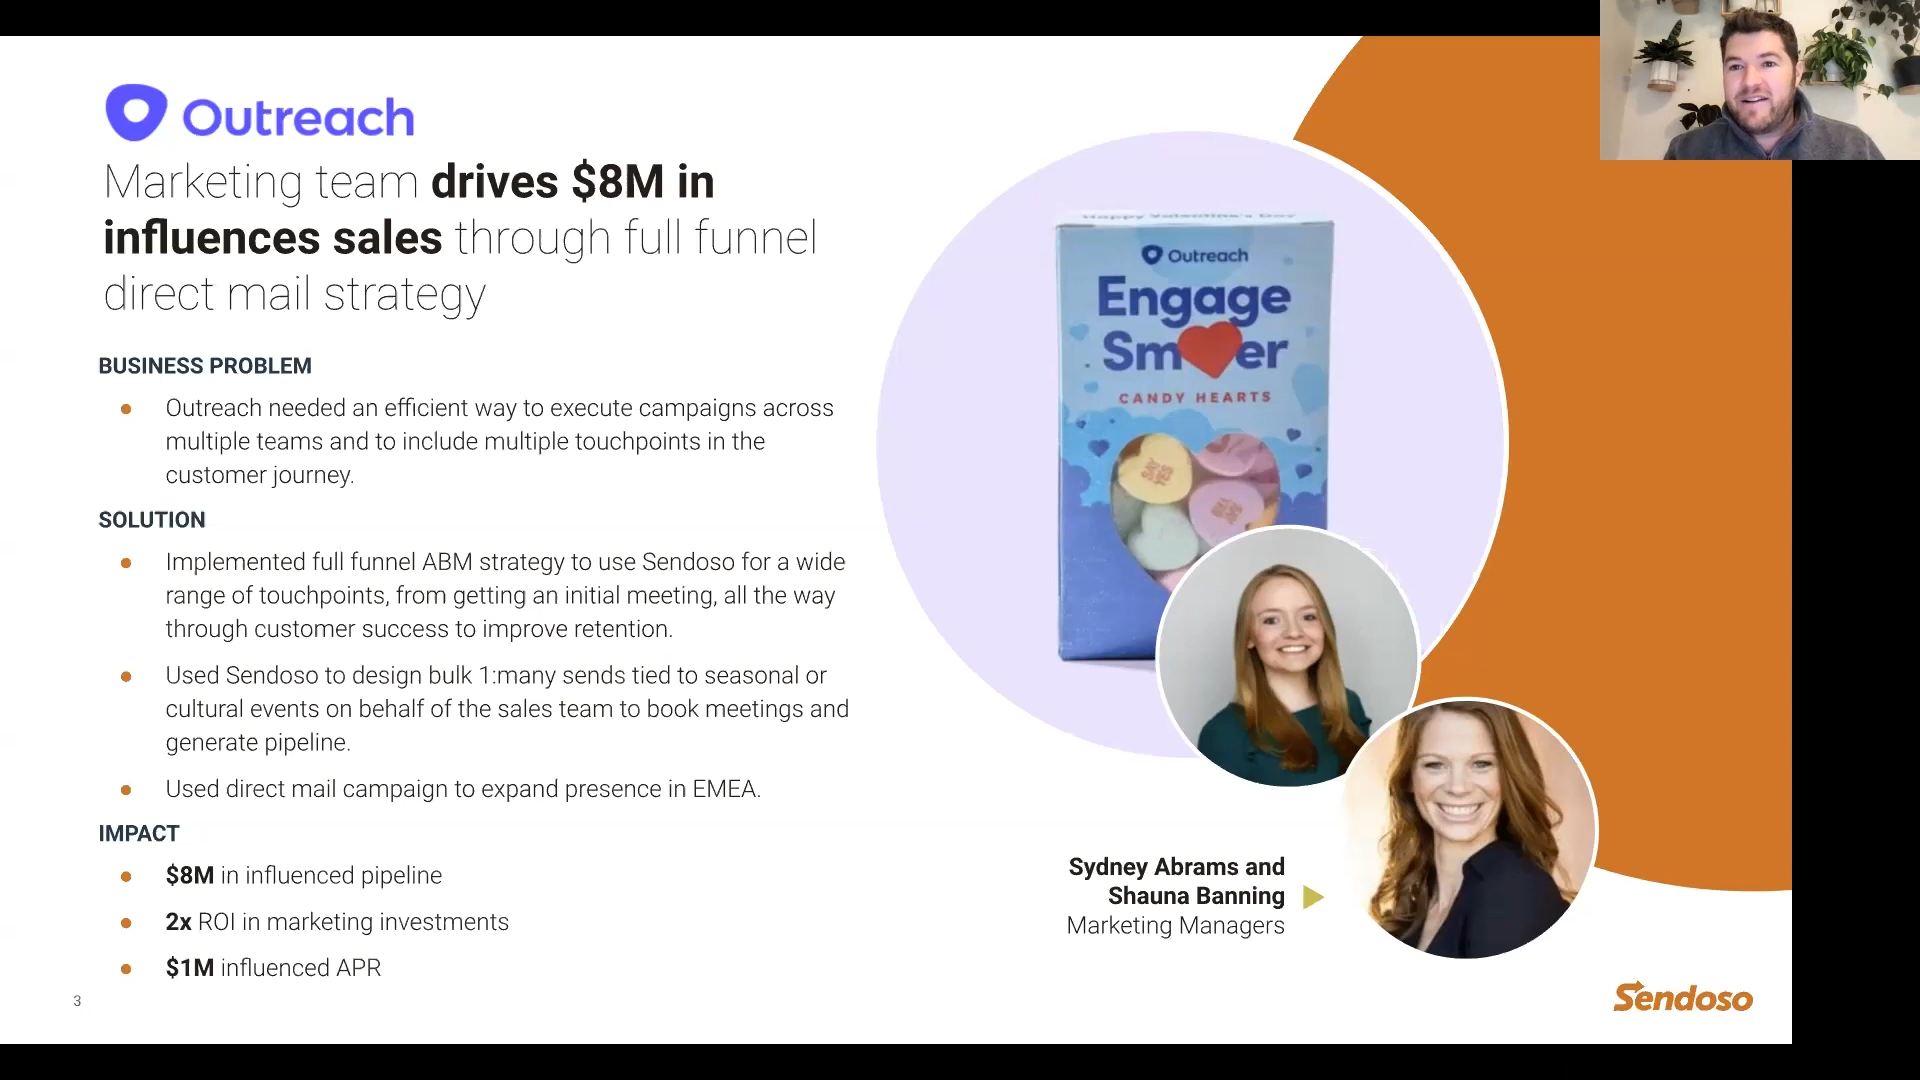 Outreach
Marketing team drives $8M in
influences sales through full funnel
direct mail strategy
BUSINESS PROBLEM
Outreach needed an efficient way to execute campaigns across
multiple teams and to include multiple touchpoints in the
customer journey.
SOLUTION
Implemented full funnel ABM strategy to use Sendoso for a wide
range of touchpoints, from getting an initial meeting, all the way
through customer success to improve retention.
Used Sendoso to design bulk 1:many sends tied to seasonal or
cultural events on behalf of the sales team to book meetings and
generate pipeline.
Used direct mail campaign to expand presence in EMEA.
IMPACT
$8M in influenced pipeline
2x ROI in marketing investments
$1M influenced APR
3
Happy Valentine's Day
Outreach
Engage
Sm er
CANDY HEARTS
Sydney Abrams and
Shauna Banning
Marketing Managers
Sendoso